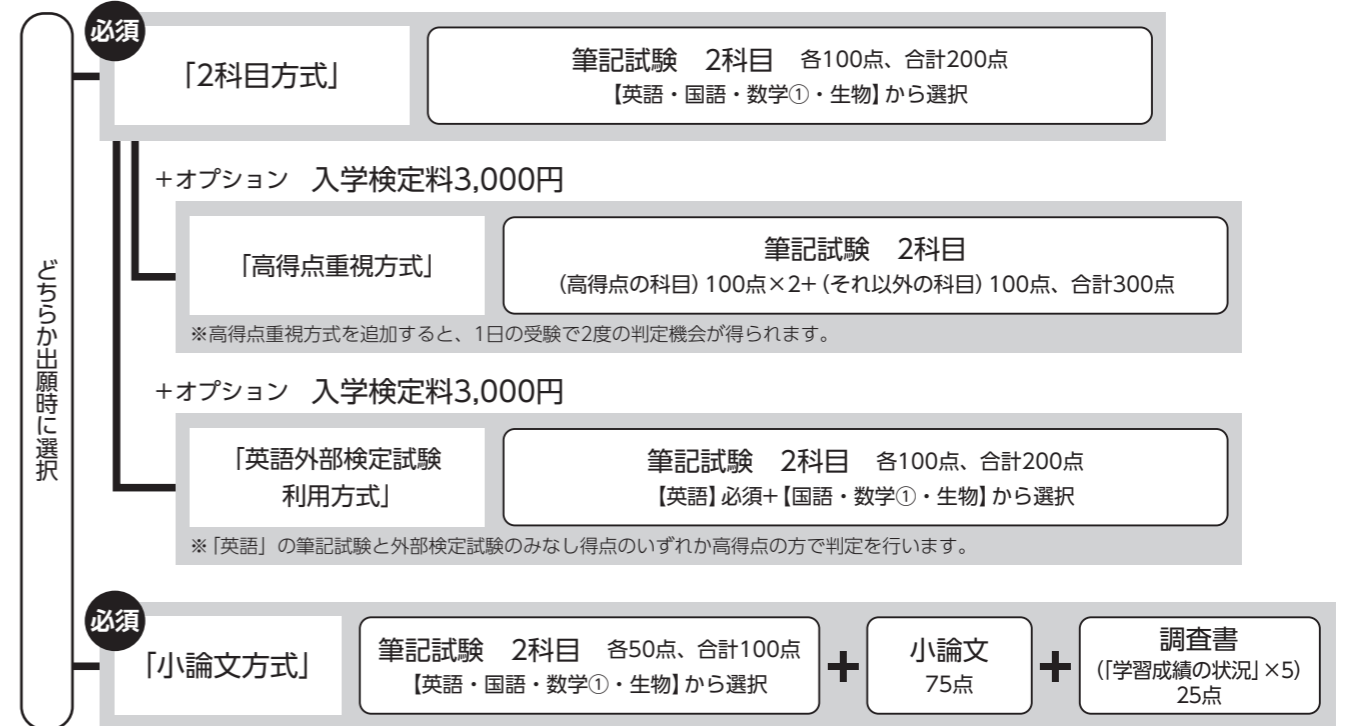 どちらか出願時に選択
必須
「2科目方式」
筆記試験　2科目　各100点、合計200点
【英語・国語・数学①・生物】から選択
＋オプション　入学検定料3,000円
「高得点重視方式」
筆記試験　2科目
（高得点の科目）100点×2＋（それ以外の科目）100点、合計300点
※高得点重視方式を追加すると、1日の受験で2度の判定機会が得られます。
＋オプション　入学検定料3,000円
「英語外部検定試験
利用方式」
筆記試験　2科目　各100点、合計200点
【英語】必須＋【国語・数学①・生物】から選択
※「英語」の筆記試験と外部検定試験のみなし得点のいずれか高得点の方で判定を行います。
必須
「小論文方式」
筆記試験　2科目　各50点、合計100点
【英語・国語・数学①・生物】から選択
＋
小論文
75点
＋
調査書
（「学習成績の状況」×5）
25点